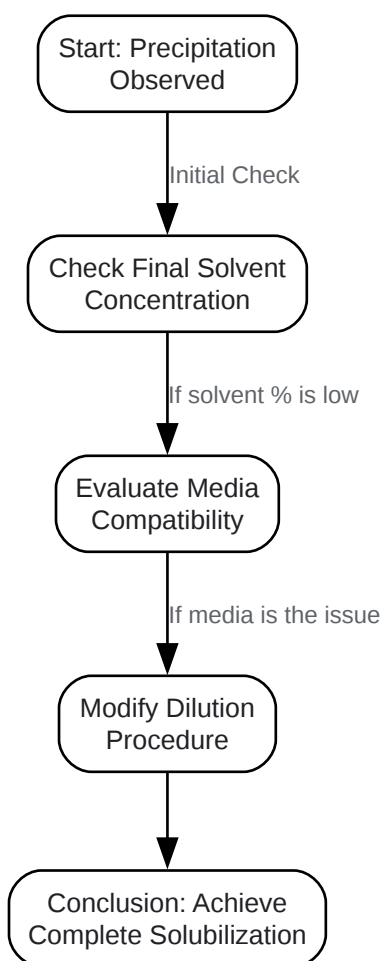 Start: Precipitation
Observed
Initial Check
Check Final Solvent
Concentration
If solvent % is low
Evaluate Media
Compatibility
If media is the issue
Modify Dilution
Procedure
Conclusion: Achieve
Complete Solubilization